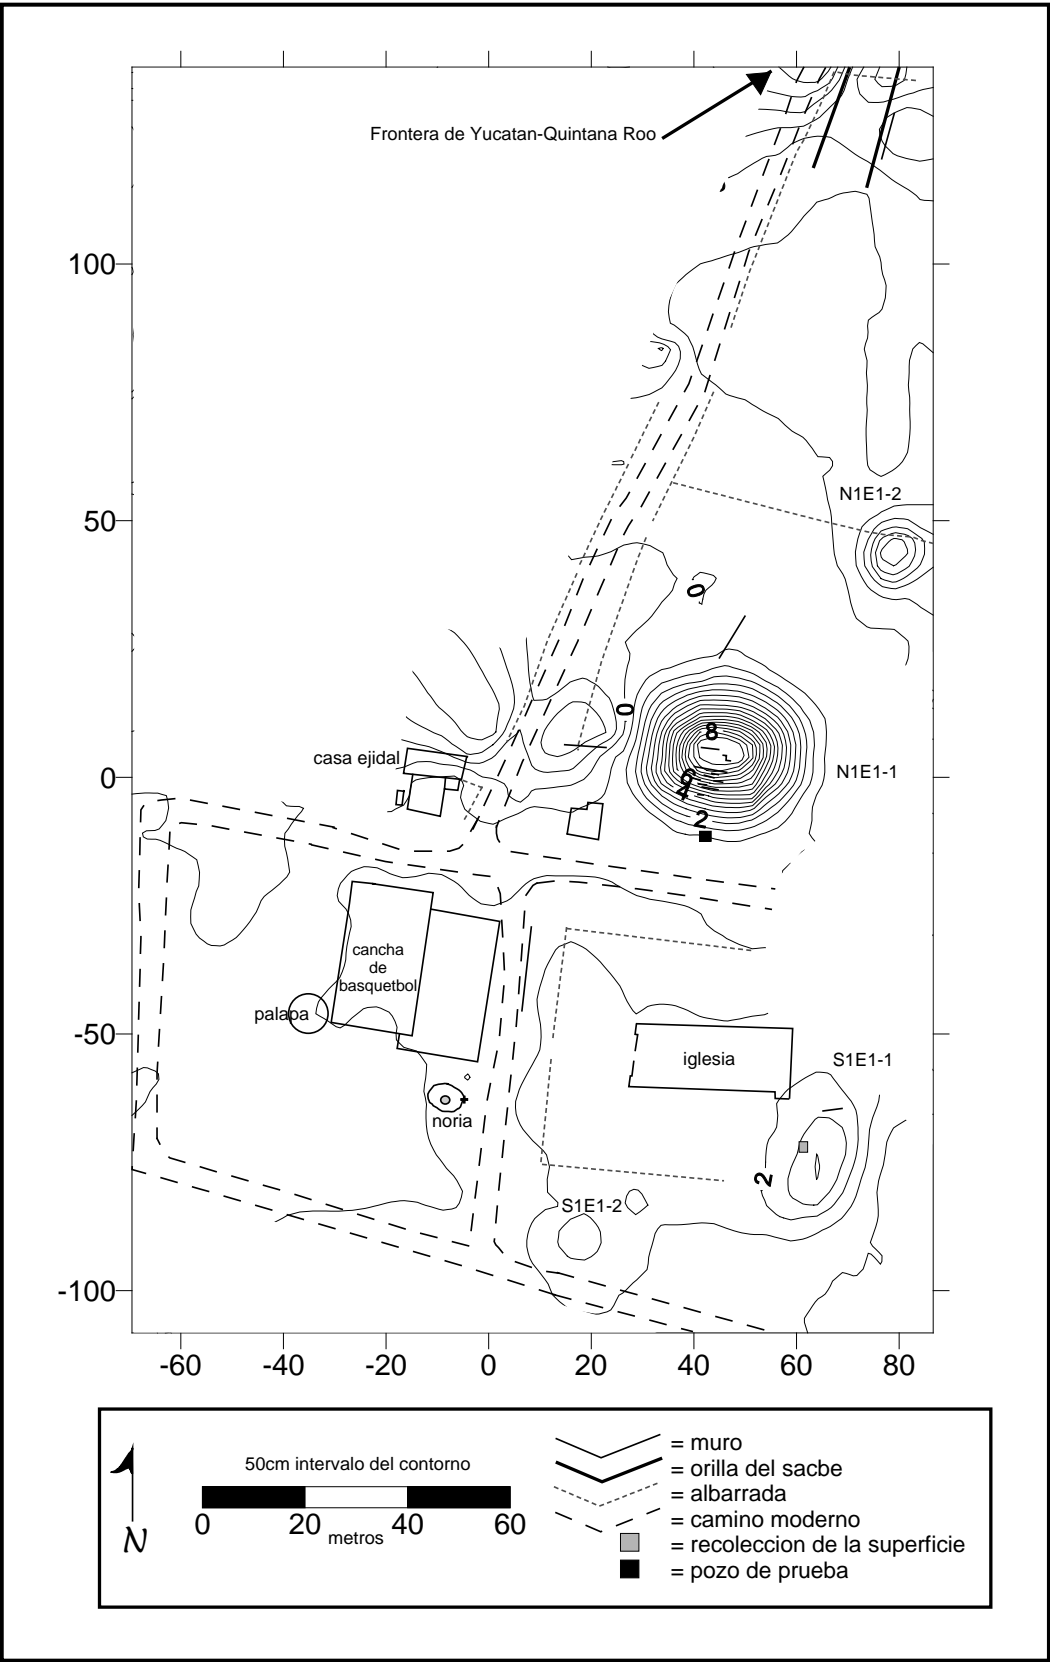 Frontera de Yucatan-Quintana Roo
100
N1E1-2
50
0
0
8
casa ejidal
0
6
4
N1E1-1
2
cancha
de
basquetbol
palapa
-50
iglesia
S1E1-1
noria
2
S1E1-2
-100
-60 -40 -20 0 20 40 60 80
50cm intervalo del contorno
0 20 40 60
metros
N
= muro
= orilla del sacbe
= albarrada
= camino moderno
= recoleccion de la superficie
= pozo de prueba